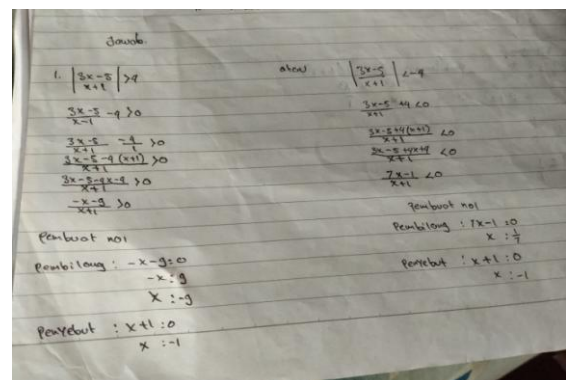 Jawab.
1. |3x-5/x+1| >4
3x-5/x-1 -4 >0
3x-5/x+1 -4/1 >0
3x-5-4(x+1)/x+1 >0
3x-5-4x-4/x+1 >0
-x-9/x+1 >0
Pembuat nol
Pembilang : -x-9=0
-x=9
x:-9
Penyebut : x+1:0
x :-1
atau |3x-5/x+1| <-4
3x-5/x+1 +4 <0
3x-5+4(x+1)/x+1 <0
3x-5+4x+4/x+1 <0
7x-1/x+1 <0
Pembuat nol
Pembilang : 7x-1:0
x : 1/7
Penyebut : x+1 :0
x :-1